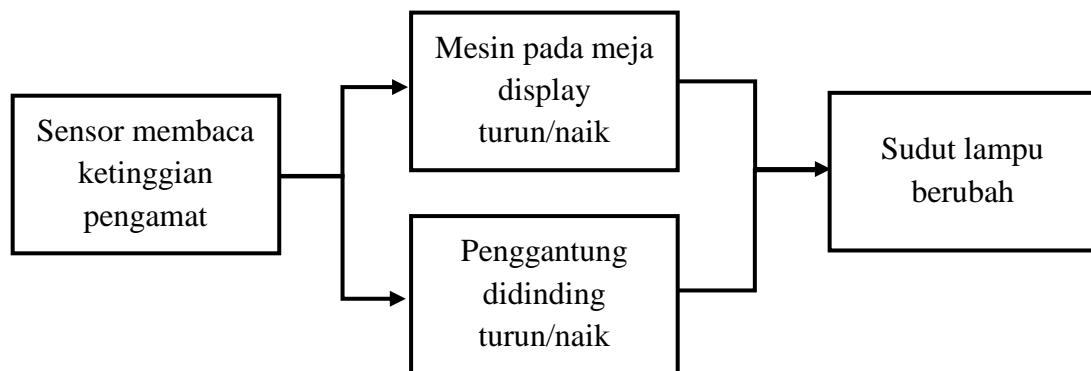 Sensor membaca
ketinggian
pengamat
Mesin pada meja
display
turun/naik
Penggantung
didinding
turun/naik
Sudut lampu
berubah